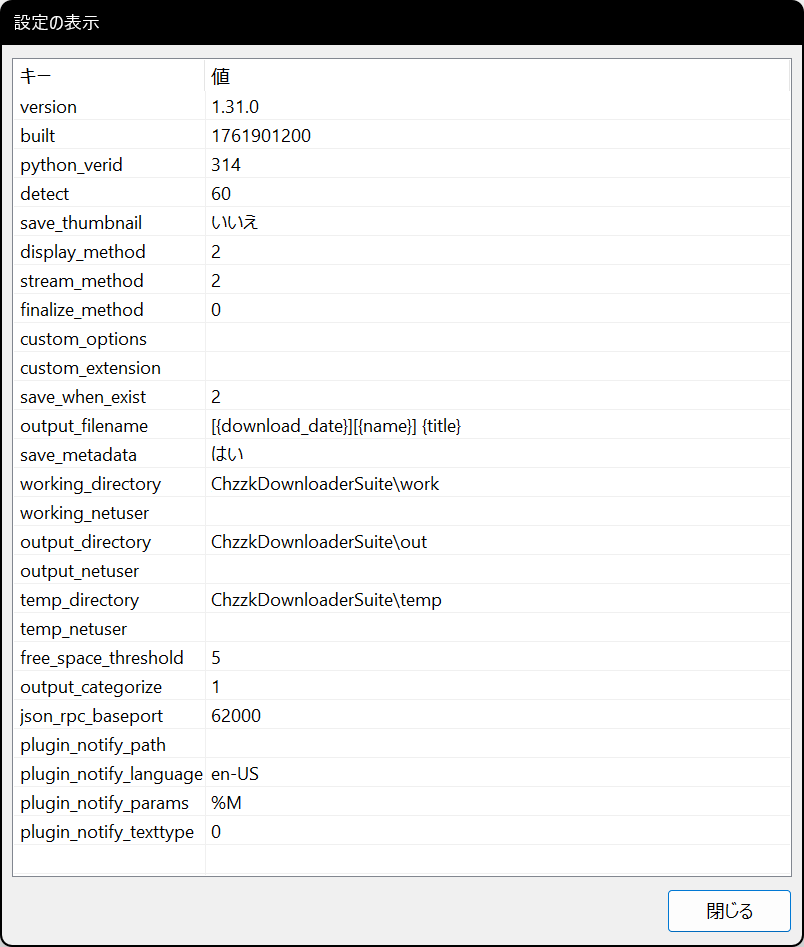 設定の表示
キー 値
version 1.31.0
built 1761901200
python_verid 314
detect 60
save_thumbnail いいえ
display_method 2
stream_method 2
finalize_method 0
custom_options
custom_extension
save_when_exist 2
output_filename [{download_date}][{name}] {title}
save_metadata はい
working_directory ChzzkDownloaderSuite\work
working_netuser
output_directory ChzzkDownloaderSuite\out
output_netuser
temp_directory ChzzkDownloaderSuite\temp
temp_netuser
free_space_threshold 5
output_categorize 1
json_rpc_baseport 62000
plugin_notify_path
plugin_notify_language en-US
plugin_notify_params %M
plugin_notify_texttype 0
閉じる